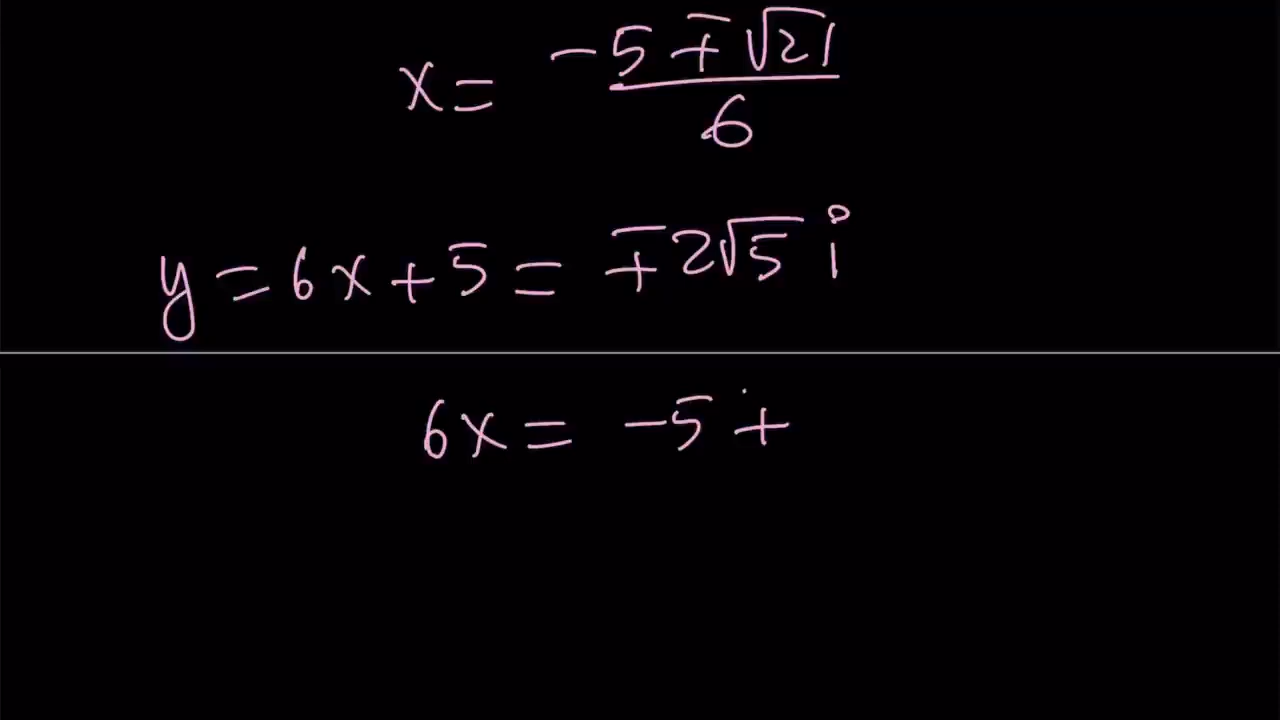 x = (-5 ∓ √21)/6
y = 6x + 5 = ∓2√5 i
6x = -5 +